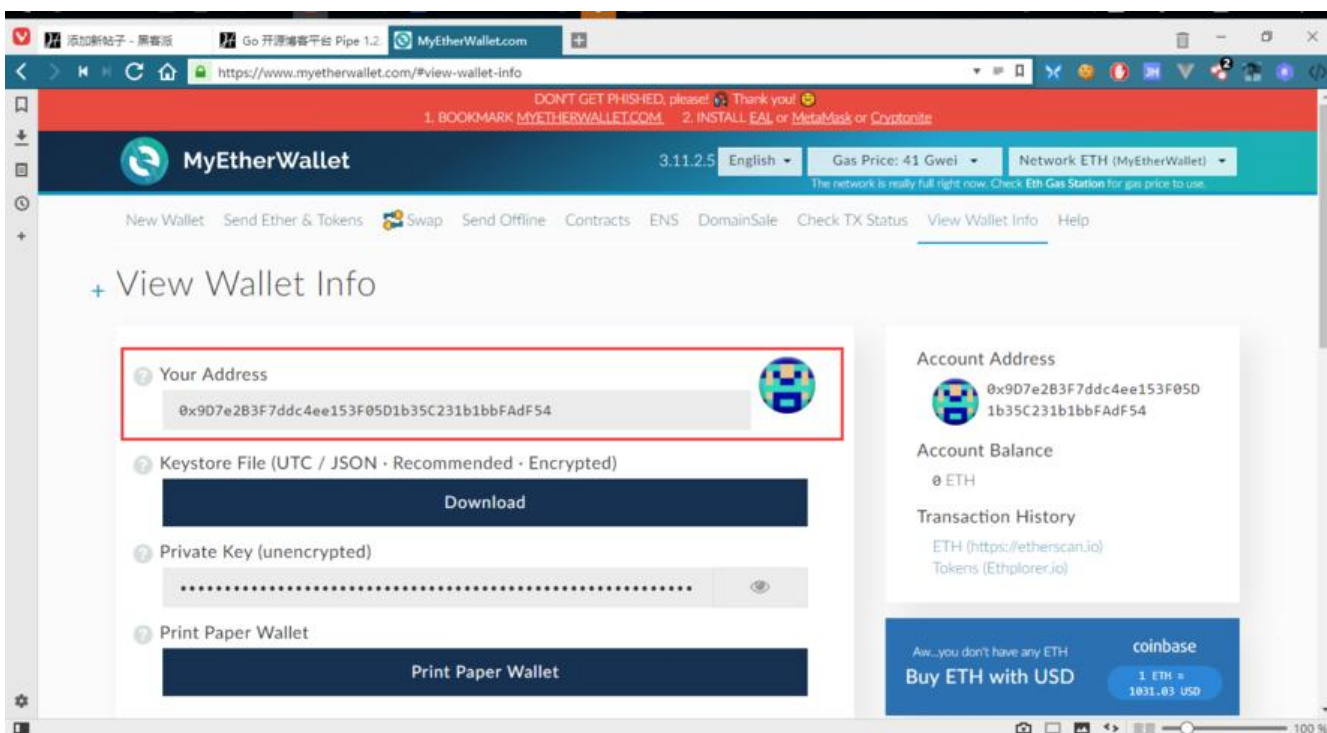 添加新帖子 - 黑客派
Go 开源博客平台 Pipe 1.2
MyEtherWallet.com
https://www.myetherwallet.com/#view-wallet-info
2
DON'T GET PHISHED, please! Thank you!
1. BOOKMARK MYETHERWALLET.COM 2. INSTALL EAL or MetaMask or Cryptonite
MyEtherWallet
3.11.2.5 English Gas Price: 41 Gwei Network ETH (MyEtherWallet)
The network is really full right now. Check Eth Gas Station for gas price to use.
New Wallet Send Ether & Tokens Swap Send Offline Contracts ENS DomainSale Check TX Status View Wallet Info Help
+ View Wallet Info
Your Address
0x9D7e2B3F7ddc4ee153F05D1b35C231b1bbFAdF54
Keystore File (UTC / JSON · Recommended · Encrypted)
Download
Private Key (unencrypted)
Print Paper Wallet
Print Paper Wallet
Account Address
0x9D7e2B3F7ddc4ee153F05D
1b35C231b1bbFAdF54
Account Balance
0 ETH
Transaction History
ETH (https://etherscan.io)
Tokens (Ethplorer.io)
Aw...you don't have any ETH
Buy ETH with USD
coinbase
1 ETH =
1031.03 USD
100 %